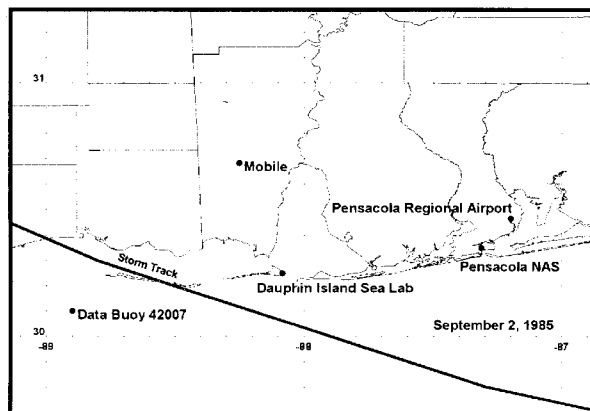 31
Mobile
Pensacola Regional Airport
Storm Track
Pensacola NAS
Dauphin Island Sea Lab
Data Buoy 42007
September 2, 1985
30
-89
-88
-87